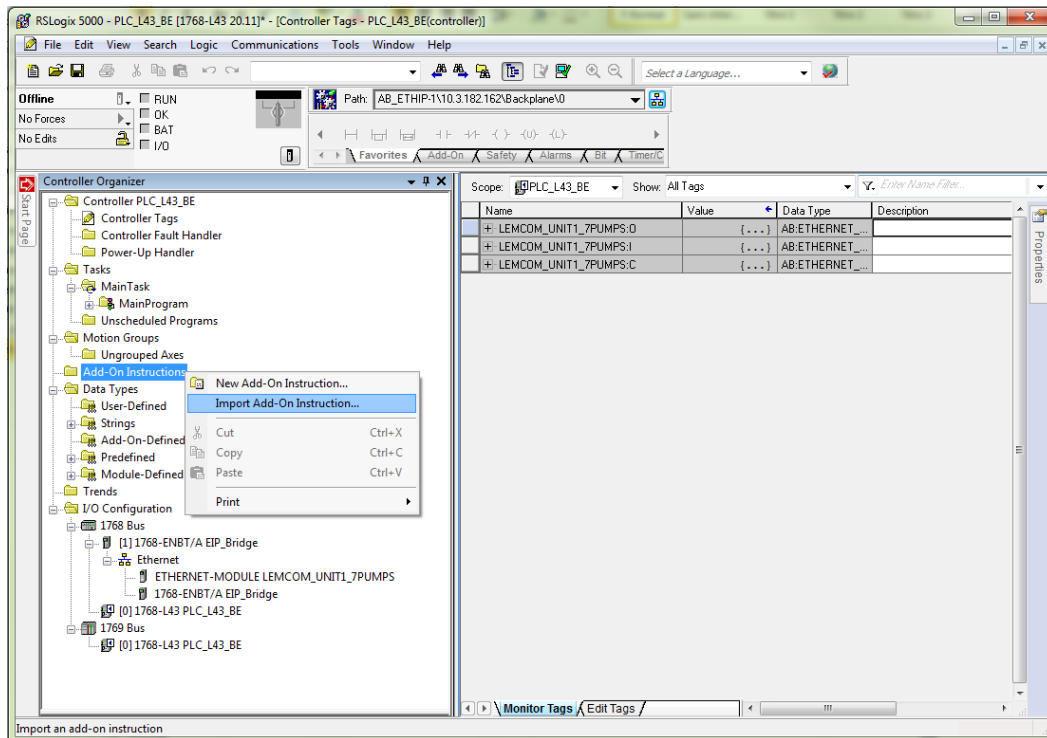 RSLogix 5000 - PLC_L43_BE [1768-L43 20.11]* - [Controller Tags - PLC_L43_BE(controller)]
File Edit View Search Logic Communications Tools Window Help
Select a Language...
Offline
RUN
Path: AB_ETHIP-1\10.3.182.162\Backplane\0
No Forces
OK
BAT
No Edits
I/O
Favorites Add-On Safety Alarms Bit Timer/C
Start Page
Controller Organizer
Controller PLC_L43_BE
Controller Tags
Controller Fault Handler
Power-Up Handler
Tasks
MainTask
MainProgram
Unscheduled Programs
Motion Groups
Ungrouped Axes
Add-On Instructions
Data Types
User-Defined
Strings
Add-On-Defined
Predefined
Module-Defined
Trends
I/O Configuration
1768 Bus
[1] 1768-ENBT/A EIP_Bridge
Ethernet
ETHERNET-MODULE LEMCOM_UNIT1_7PUMPS
1768-ENBT/A EIP_Bridge
[0] 1768-L43 PLC_L43_BE
1769 Bus
[0] 1768-L43 PLC_L43_BE
New Add-On Instruction...
Import Add-On Instruction...
Cut Ctrl+X
Copy Ctrl+C
Paste Ctrl+V
Print
Scope: PLC_L43_BE Show: All Tags Enter Name Filter...
Name Value Data Type Description
LEMCOM_UNIT1_7PUMPS:O {...} AB:ETHERNET_...
LEMCOM_UNIT1_7PUMPS:I {...} AB:ETHERNET_...
LEMCOM_UNIT1_7PUMPS:C {...} AB:ETHERNET_...
Properties
Monitor Tags Edit Tags
Import an add-on instruction